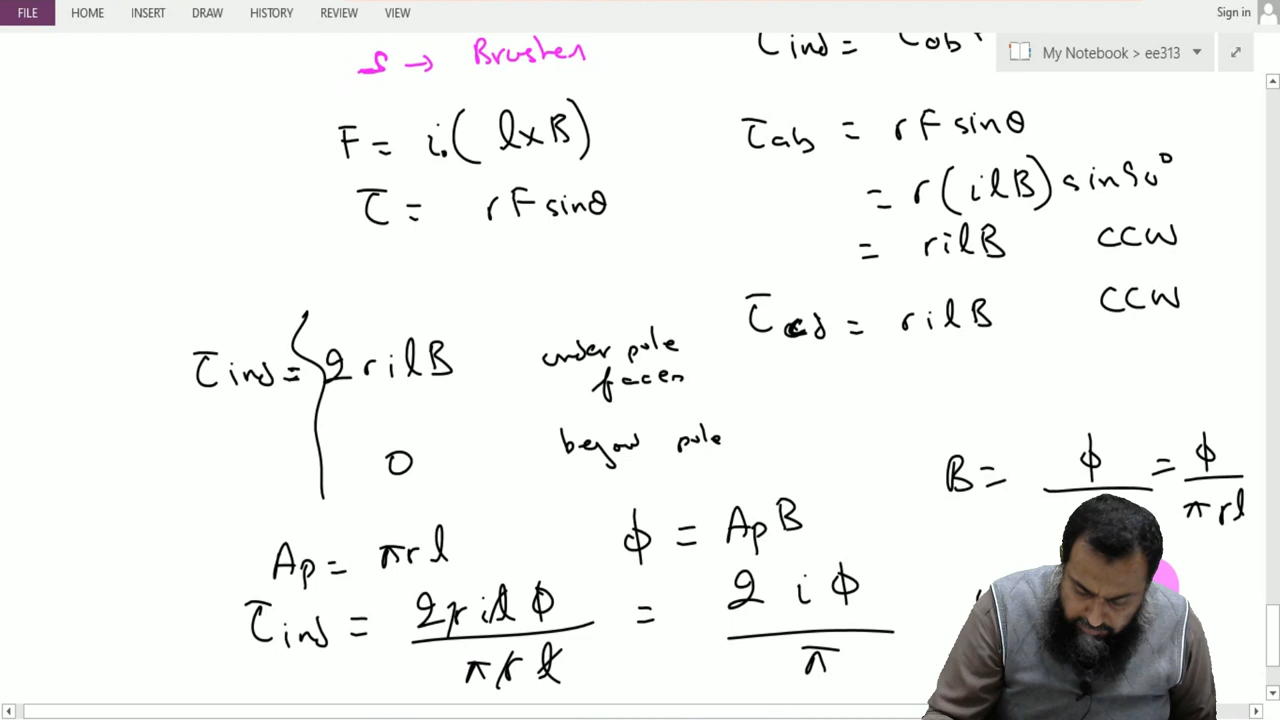 FILE HOME INSERT DRAW HISTORY REVIEW VIEW Sign in
My Notebook > ee313
s → Brushes
τind =
F = i.( l×B)
τ = rF sinθ
τab = rF sinθ
= r(ilB) sin90°
= rilB CCW
τcd = rilB CCW
τind = { 2rilB under pole faces
0 beyond pole
Ap = πrl
φ = ApB
B = φ = φ/πrl
τind = 2rilφ/πrl = 2iφ/π